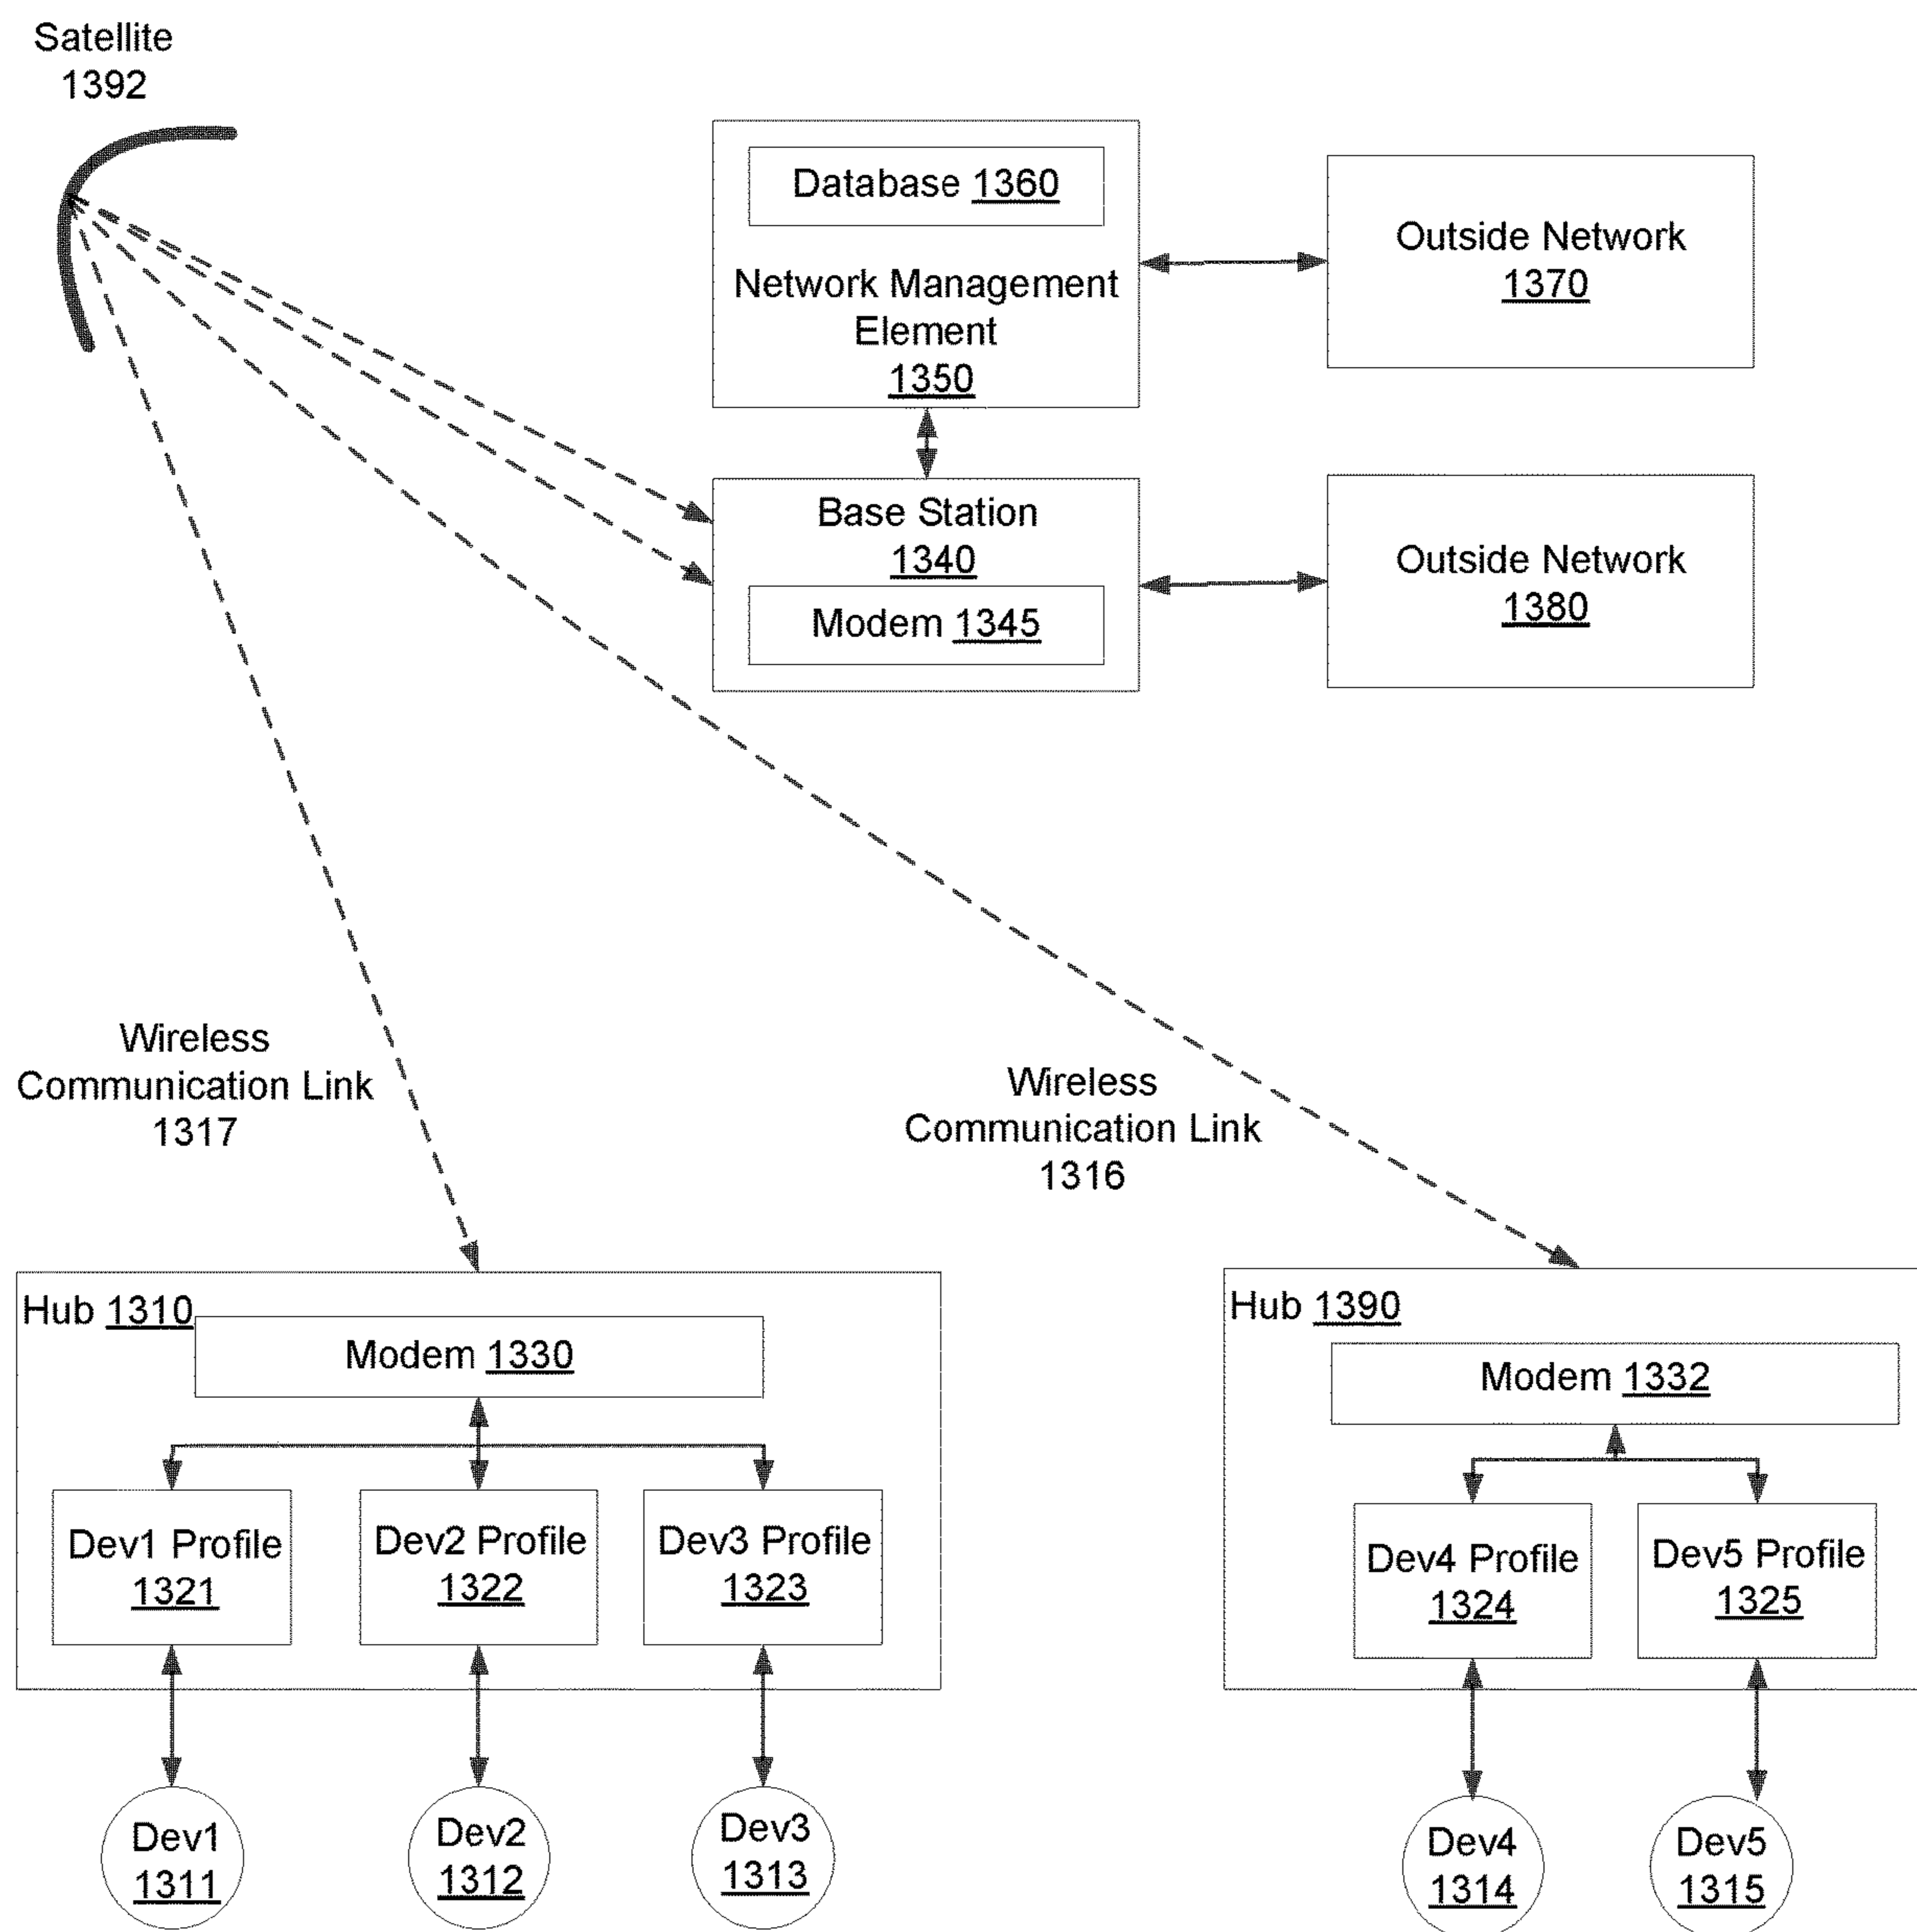 Satellite
1392
Database 1360
Network Management
Element
1350
Outside Network
1370
Base Station
1340
Modem 1345
Outside Network
1380
Wireless
Communication Link
1317
Wireless
Communication Link
1316
Hub 1310
Modem 1330
Dev1 Profile
1321
Dev2 Profile
1322
Dev3 Profile
1323
Dev1
1311
Dev2
1312
Dev3
1313
Hub 1390
Modem 1332
Dev4 Profile
1324
Dev5 Profile
1325
Dev4
1314
Dev5
1315